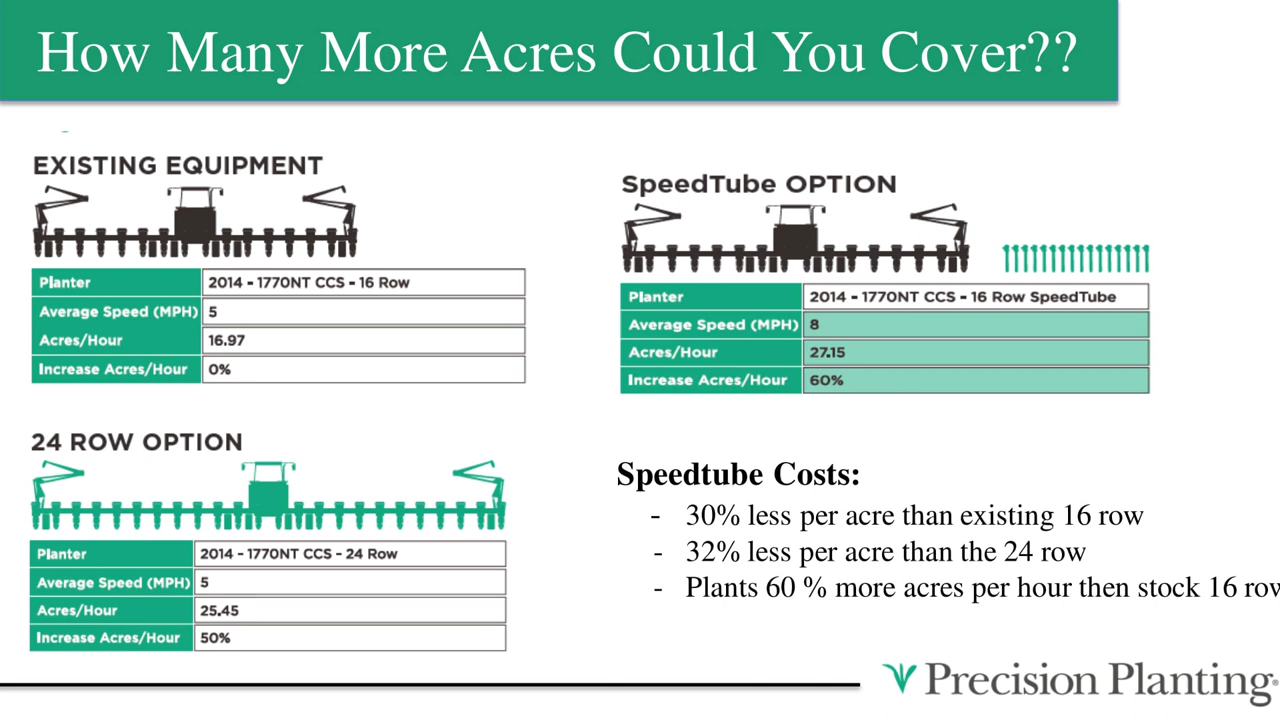 How Many More Acres Could You Cover??
EXISTING EQUIPMENT
Planter 2014 - 1770NT CCS - 16 Row
Average Speed (MPH) 5
Acres/Hour 16.97
Increase Acres/Hour 0%
24 ROW OPTION
Planter 2014 - 1770NT CCS - 24 Row
Average Speed (MPH) 5
Acres/Hour 25.45
Increase Acres/Hour 50%
SpeedTube OPTION
Planter 2014 - 1770NT CCS - 16 Row SpeedTube
Average Speed (MPH) 8
Acres/Hour 27.15
Increase Acres/Hour 60%
Speedtube Costs:
- 30% less per acre than existing 16 row
- 32% less per acre than the 24 row
- Plants 60 % more acres per hour then stock 16 row
Precision Planting®